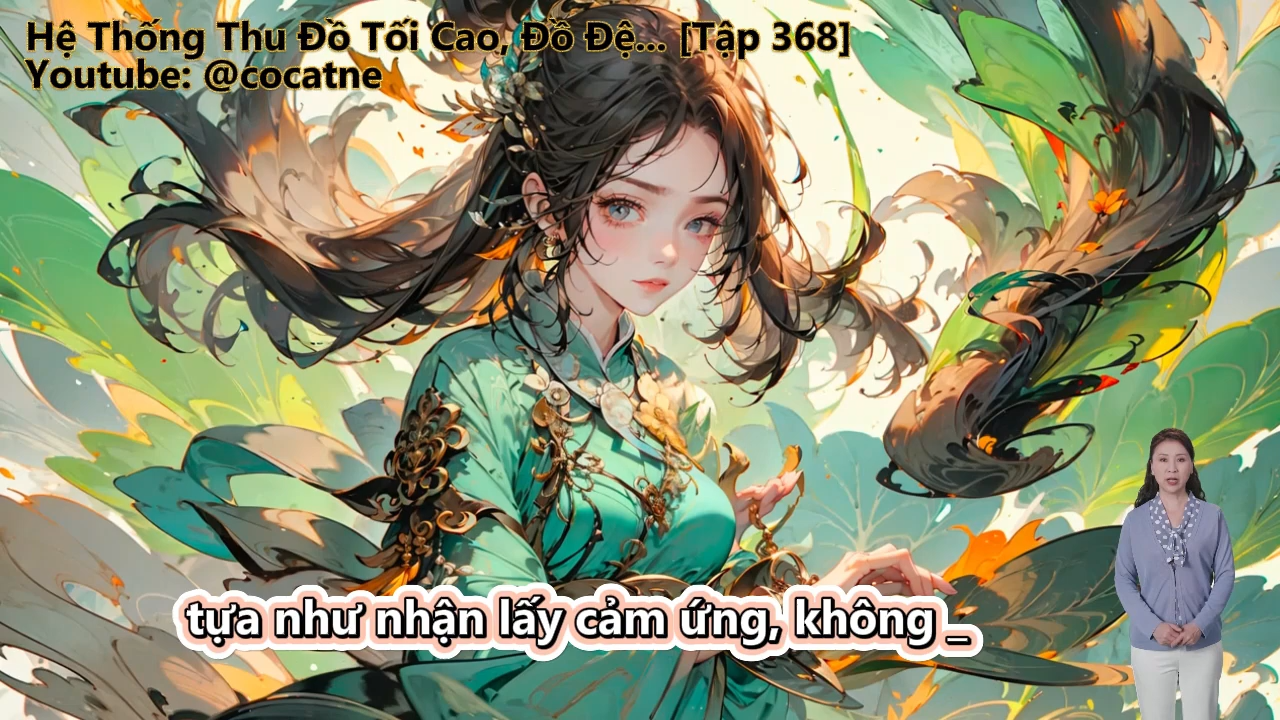 Hệ Thống Thu Đồ Tối Cao, Đồ Đệ... [Tập 368]
Youtube: @cocatne
tựa như nhận lấy cảm ứng, không _